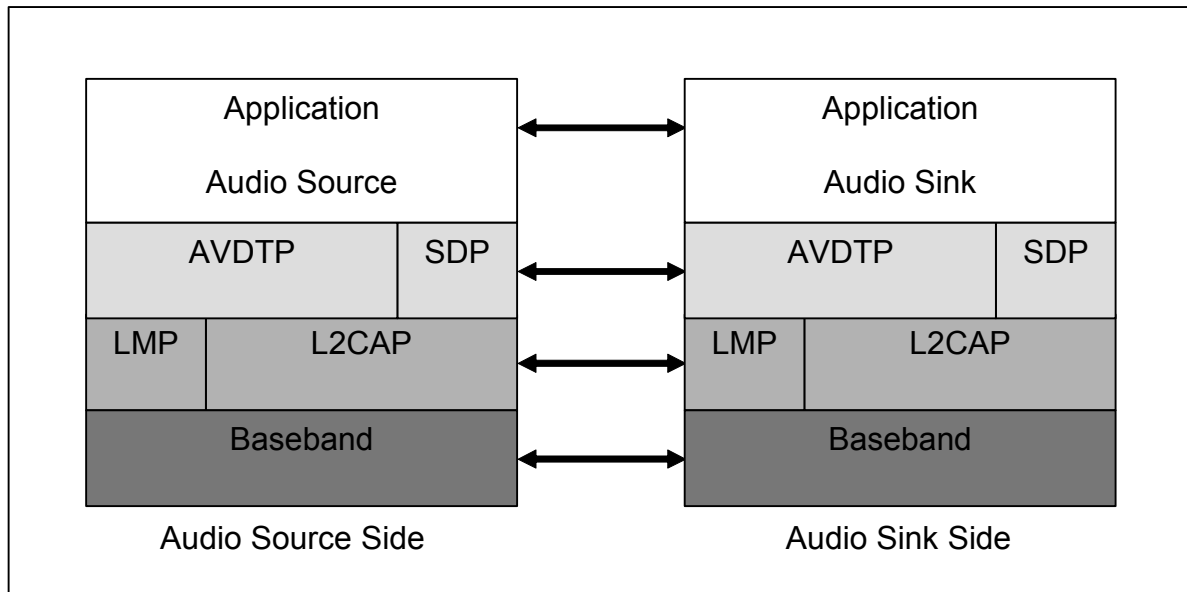 Application
Audio Source
AVDTP
SDP
LMP
L2CAP
Baseband
Audio Source Side
Application
Audio Sink
AVDTP
SDP
LMP
L2CAP
Baseband
Audio Sink Side